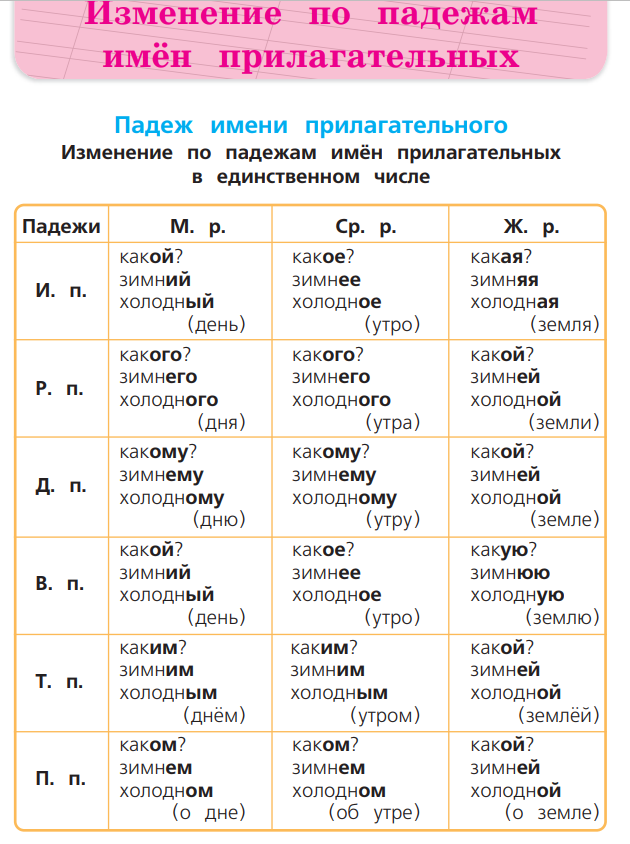 Изменение по падежам
имён прилагательных
Падеж имени прилагательного
Изменение по падежам имён прилагательных
в единственном числе
Падежи М. р. Ср. р. Ж. р.
И. п.
какой?
зимний
холодный
(день)
какое?
зимнее
холодное
(утро)
какая?
зимняя
холодная
(земля)
Р. п.
какого?
зимнего
холодного
(дня)
какого?
зимнего
холодного
(утра)
какой?
зимней
холодной
(земли)
Д. п.
какому?
зимнему
холодному
(дню)
какому?
зимнему
холодному
(утру)
какой?
зимней
холодной
(земле)
В. п.
какой?
зимний
холодный
(день)
какое?
зимнее
холодное
(утро)
какую?
зимнюю
холодную
(землю)
Т. п.
каким?
зимним
холодным
(днём)
каким?
зимним
холодным
(утром)
какой?
зимней
холодной
(землёй)
П. п.
каком?
зимнем
холодном
(о дне)
каком?
зимнем
холодном
(об утре)
какой?
зимней
холодной
(о земле)